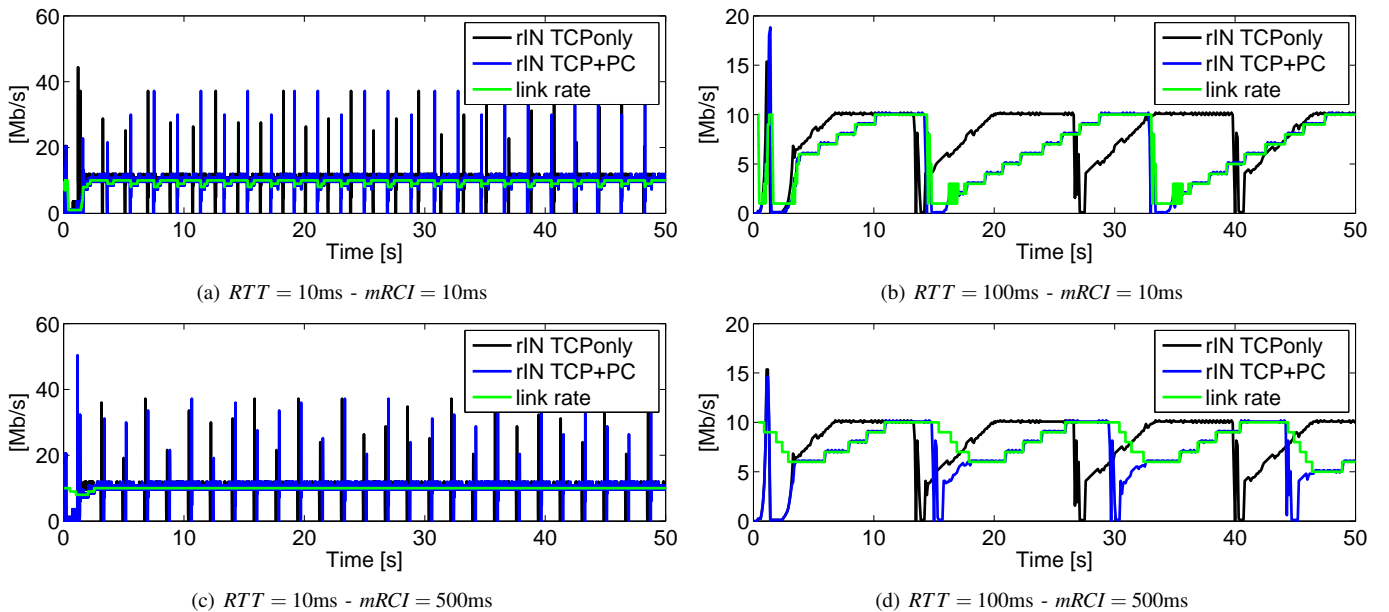 60
40
20
0
[Mb/s]
rIN TCPonly
rIN TCP+PC
link rate
0 10 20 30 40 50
Time [s]
(a) RTT = 10ms - mRCI = 10ms
20
15
10
5
0
[Mb/s]
rIN TCPonly
rIN TCP+PC
link rate
0 10 20 30 40 50
Time [s]
(b) RTT = 100ms - mRCI = 10ms
60
40
20
0
[Mb/s]
rIN TCPonly
rIN TCP+PC
link rate
0 10 20 30 40 50
Time [s]
(c) RTT = 10ms - mRCI = 500ms
20
15
10
5
0
[Mb/s]
rIN TCPonly
rIN TCP+PC
link rate
0 10 20 30 40 50
Time [s]
(d) RTT = 100ms - mRCI = 500ms